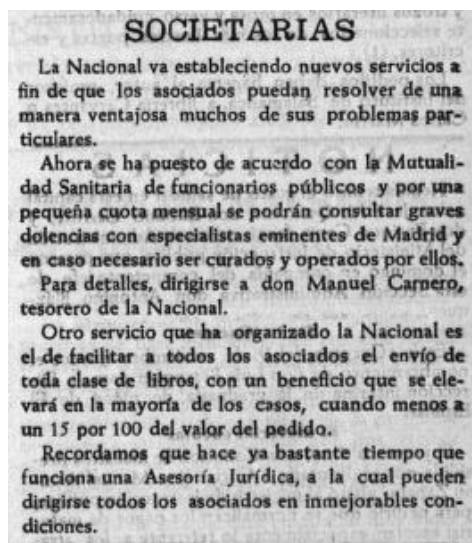 SOCIETARIAS
La Nacional va estableciendo nuevos servicios a
fin de que los asociados puedan resolver de una
manera ventajosa muchos de sus problemas par-
ticulares.
Ahora se ha puesto de acuerdo con la Mutuali-
dad Sanitaria de funcionarios públicos y por una
pequeña cuota mensual se podrán consultar graves
dolencias con especialistas eminentes de Madrid y
en caso necesario ser curados y operados por ellos.
Para detalles, dirigirse a don Manuel Carnero,
tesorero de la Nacional.
Otro servicio que ha organizado la Nacional es
el de facilitar a todos los asociados el envío de
toda clase de libros, con un beneficio que se ele-
vará en la mayoría de los casos, cuando menos a
un 15 por 100 del valor del pedido.
Recordamos que hace ya bastante tiempo que
funciona una Asesoría Jurídica, a la cual pueden
dirigirse todos los asociados en inmejorables con-
diciones.